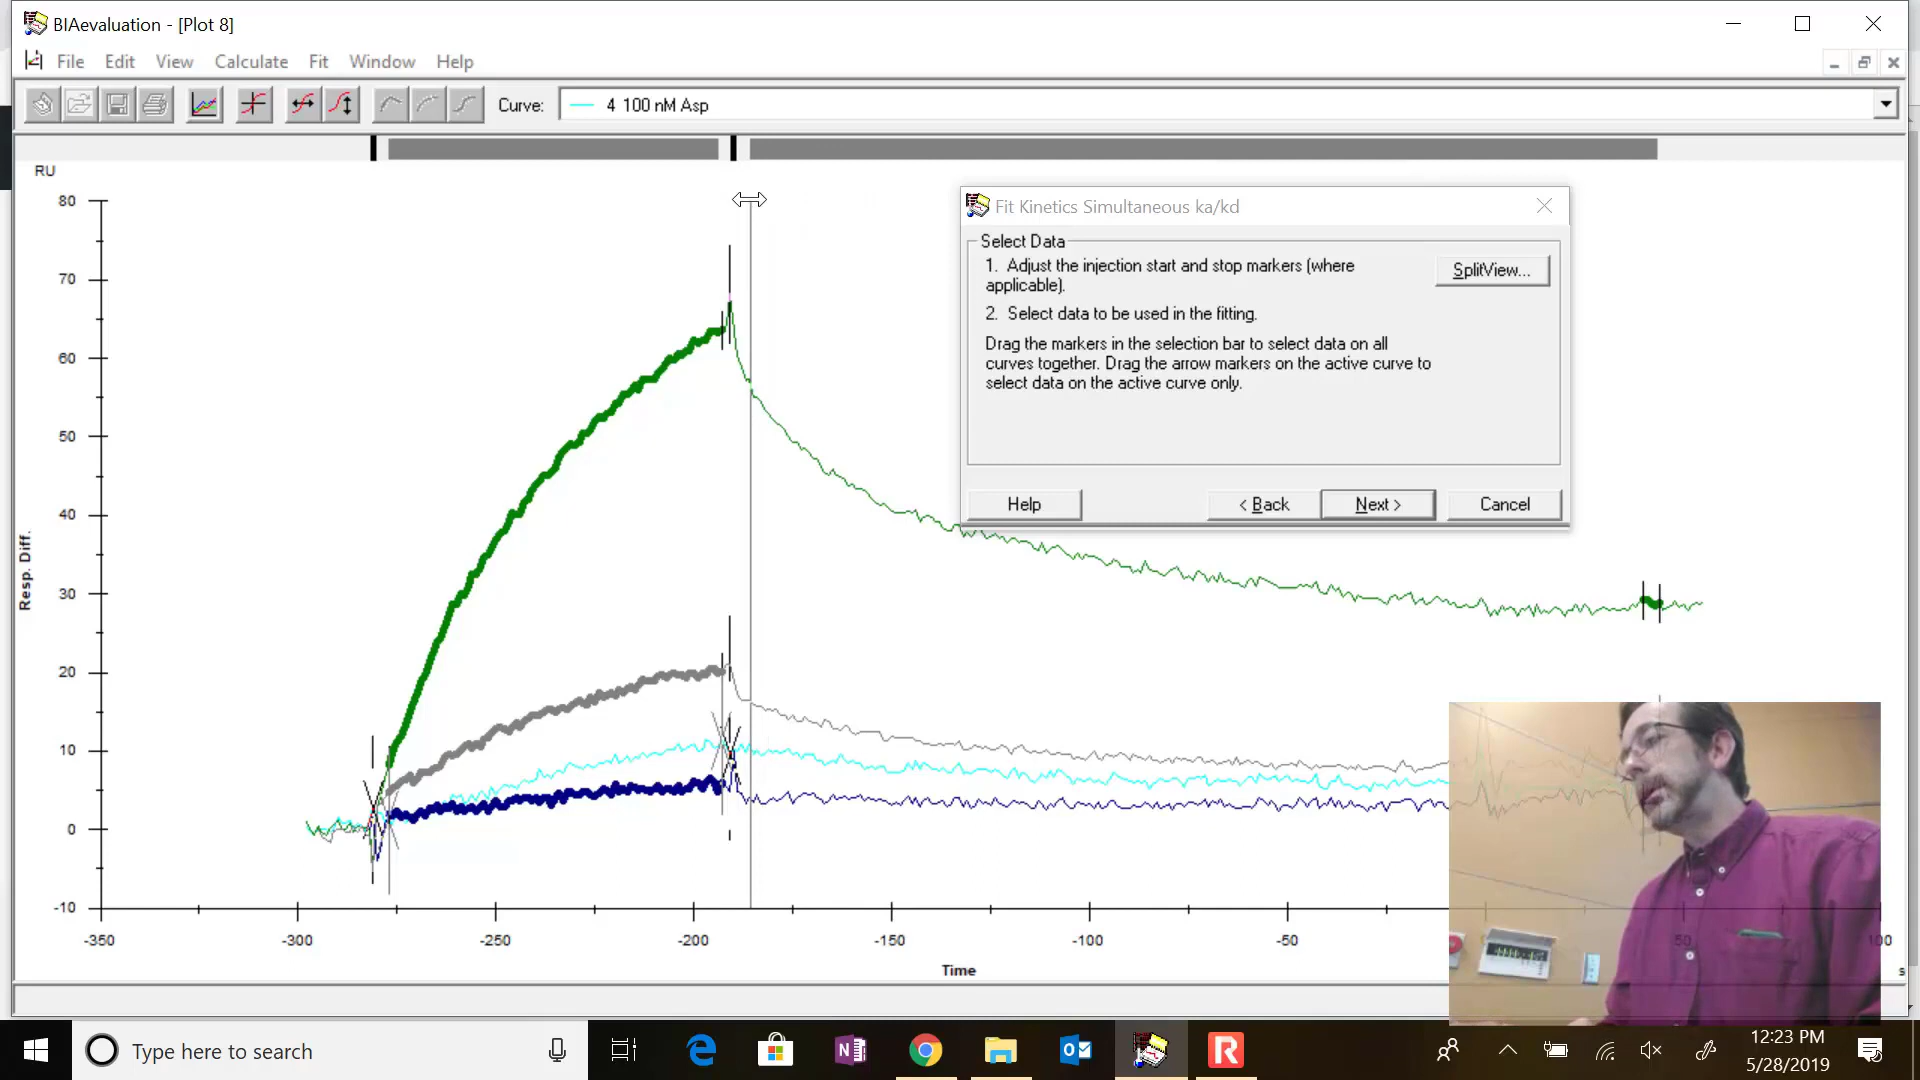 BIAevaluation - [Plot 8]
File Edit View Calculate Fit Window Help
Curve: 4 100 nM Asp
RU
80
70
60
50
40
30
20
10
0
-10
Resp. Diff.
-350 -300 -250 -200 -150 -100 -50 50 100
Time
s
Fit Kinetics Simultaneous ka/kd
Select Data
1. Adjust the injection start and stop markers (where
applicable).
SplitView...
2. Select data to be used in the fitting.
Drag the markers in the selection bar to select data on all
curves together. Drag the arrow markers on the active curve to
select data on the active curve only.
Help < Back Next > Cancel
Type here to search
12:23 PM
5/28/2019